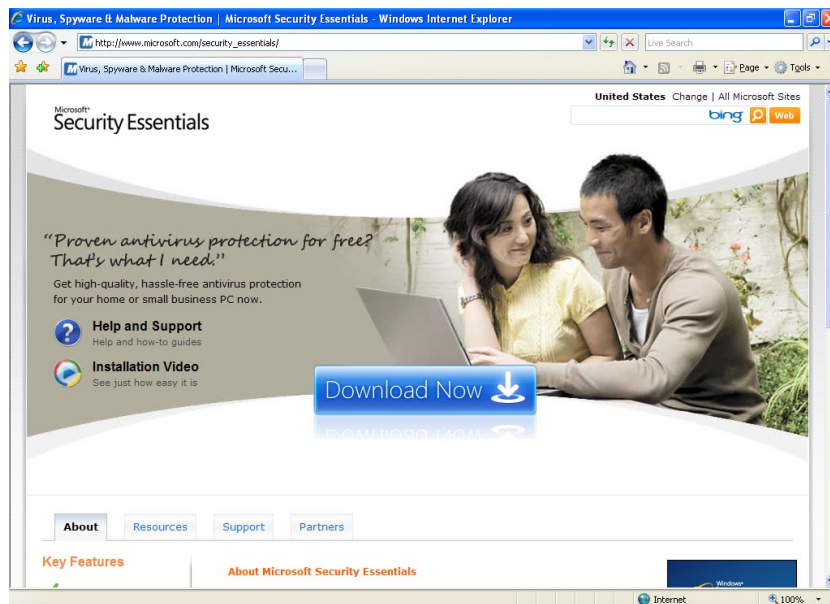 Virus, Spyware & Malware Protection | Microsoft Security Essentials - Windows Internet Explorer
http://www.microsoft.com/security_essentials/
Live Search
Virus, Spyware & Malware Protection | Microsoft Secu...
Page
Tools
United States Change | All Microsoft Sites
Microsoft®
Security Essentials
bing Web
“Proven antivirus protection for free?
That's what I need.”
Get high-quality, hassle-free antivirus protection
for your home or small business PC now.
Help and Support
Help and how-to guides
Installation Video
See just how easy it is
Download Now
About Resources Support Partners
Key Features
About Microsoft Security Essentials
Windows
Internet 100%